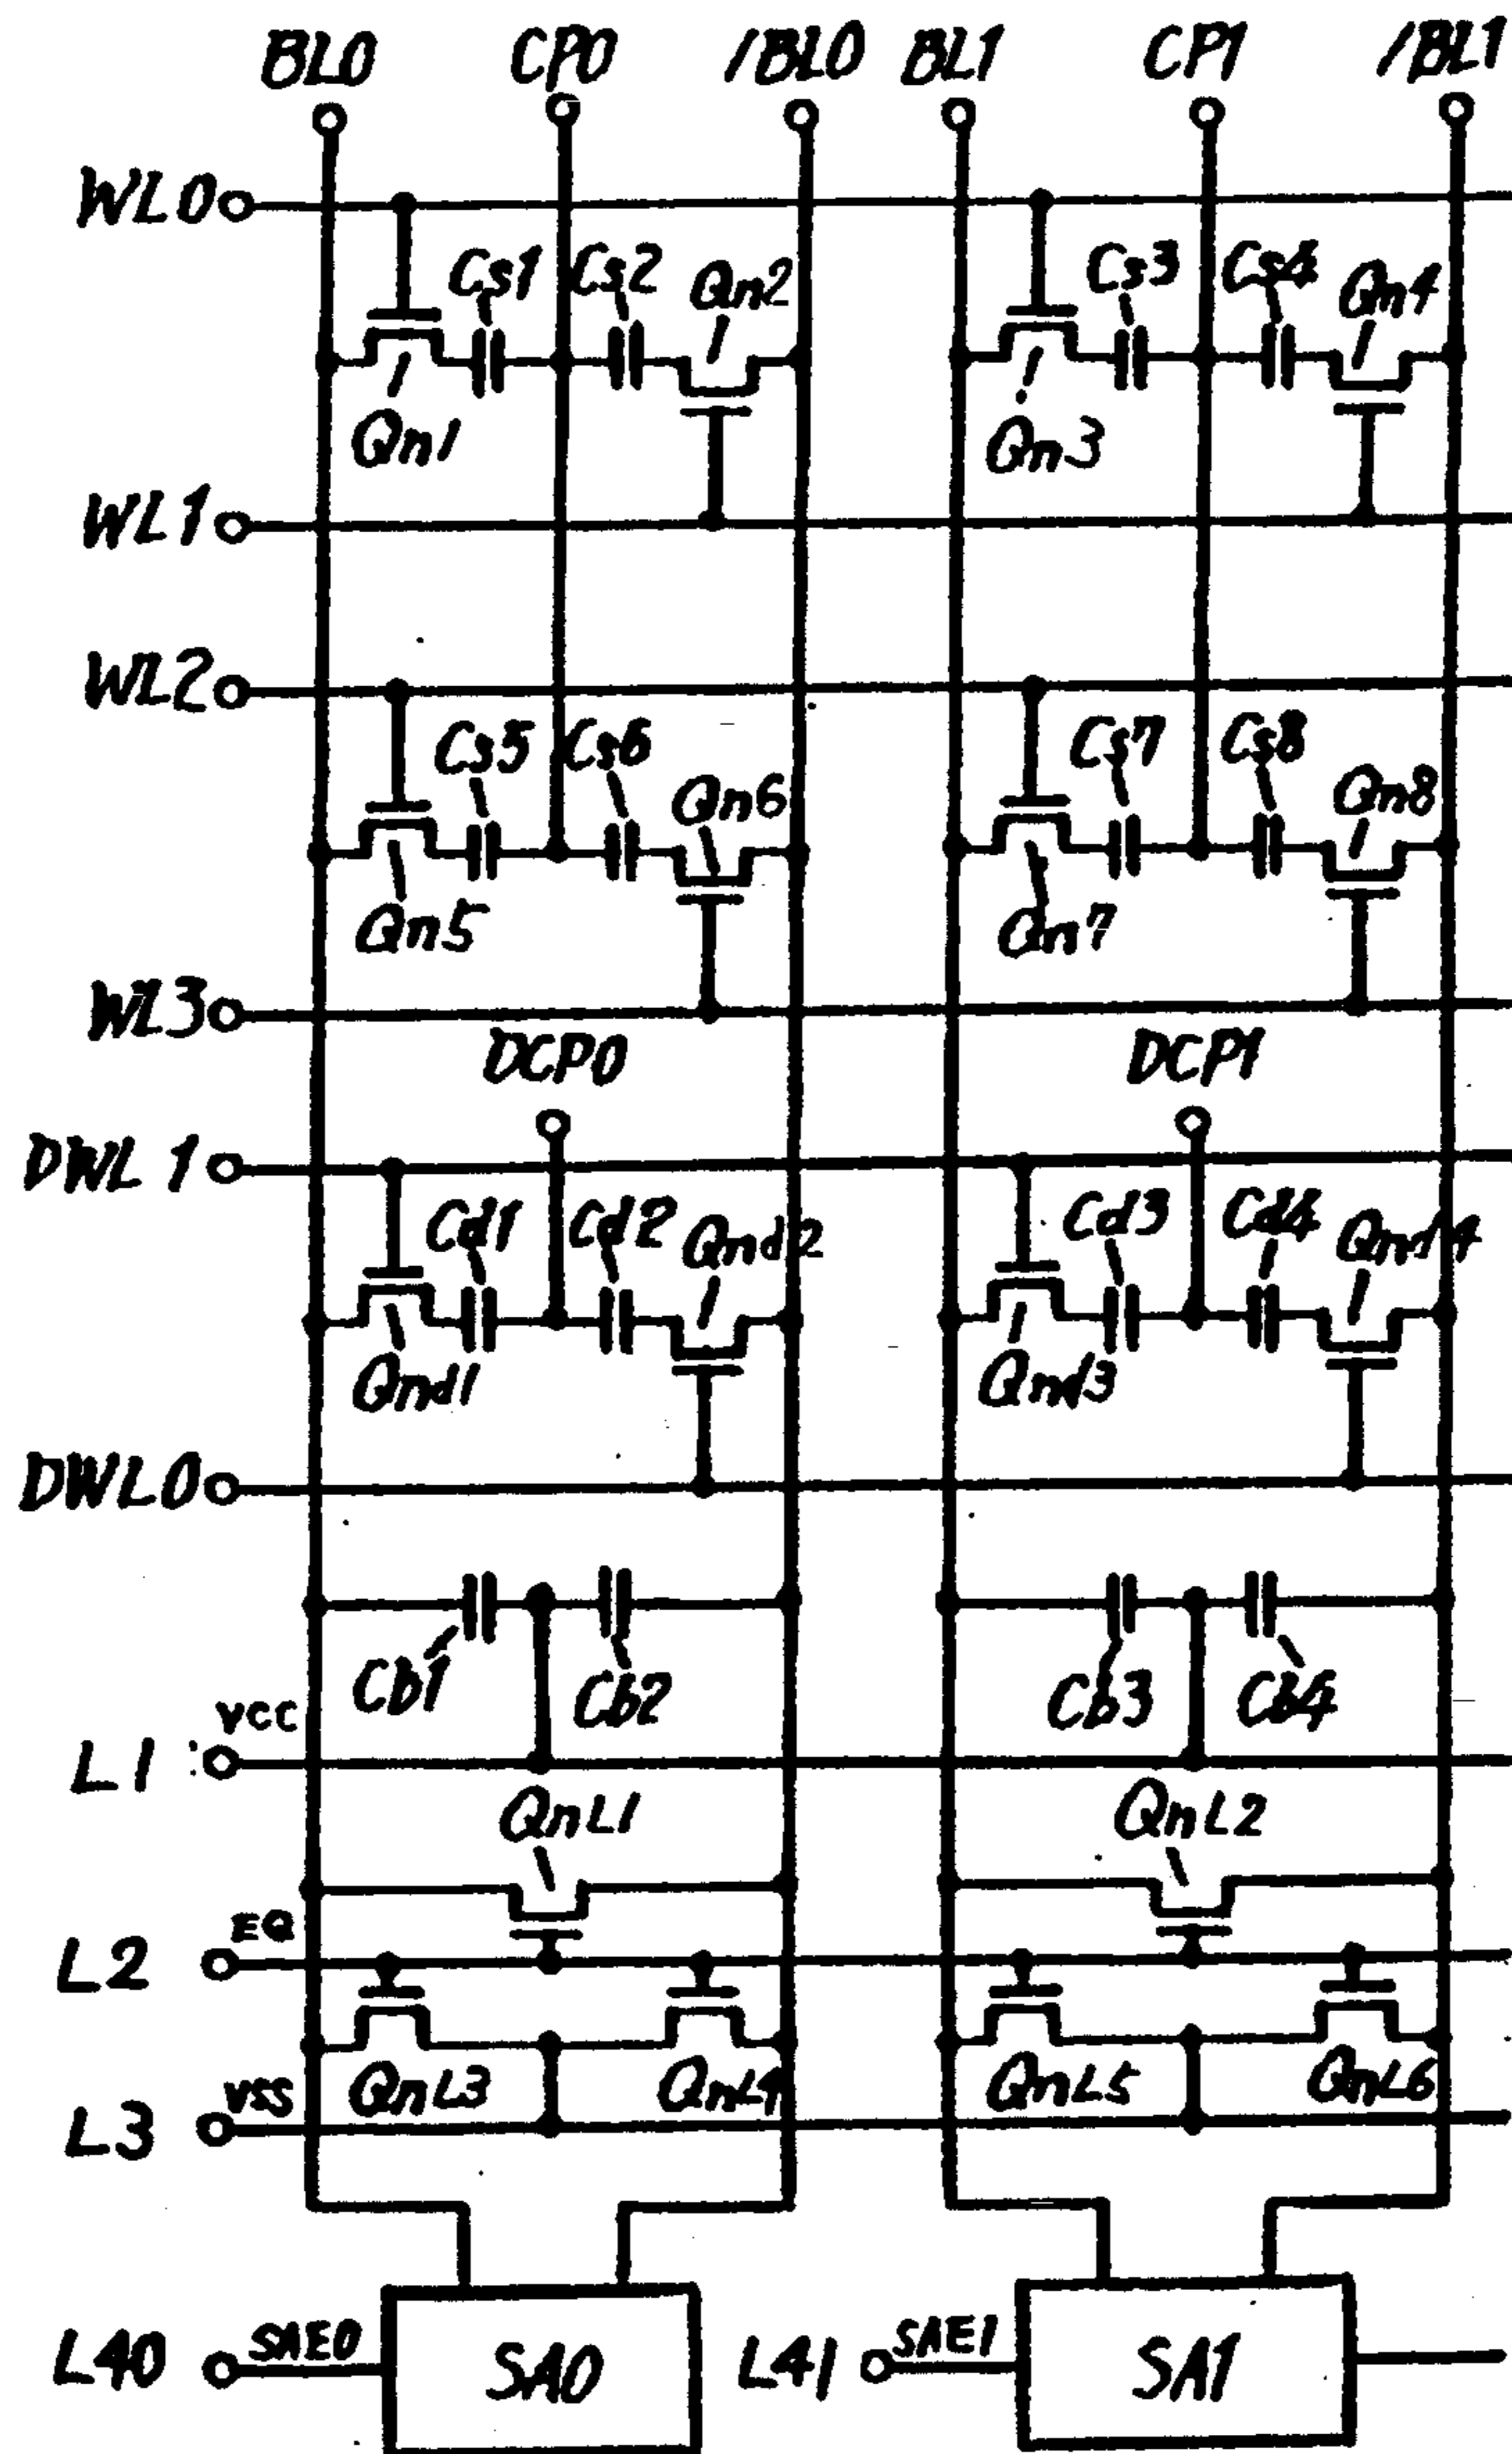 BL0 CP0 /BL0 BL1 CP1 /BL1
WL0
Cs1 Cs2 Qn2 Cs3 Cs4 Qn4
Qn1 Qn3
WL1
WL2
Cs5 Cs6 Qn6 Cs7 Cs8 Qn8
Qn5 Qn7
WL3
DCP0 DCP1
DWL1
Cd1 Cd2 Qnd2 Cd3 Cd4 Qnd4
Qnd1 Qnd3
DWL0
Cb1 Cb2 Cb3 Cb4
VCC
L1
QnL1 QnL2
EQ
L2
QnL3 QnL4 QnL5 QnL6
VSS
L3
L40 SAE0 SA0 L41 SAE1 SA1